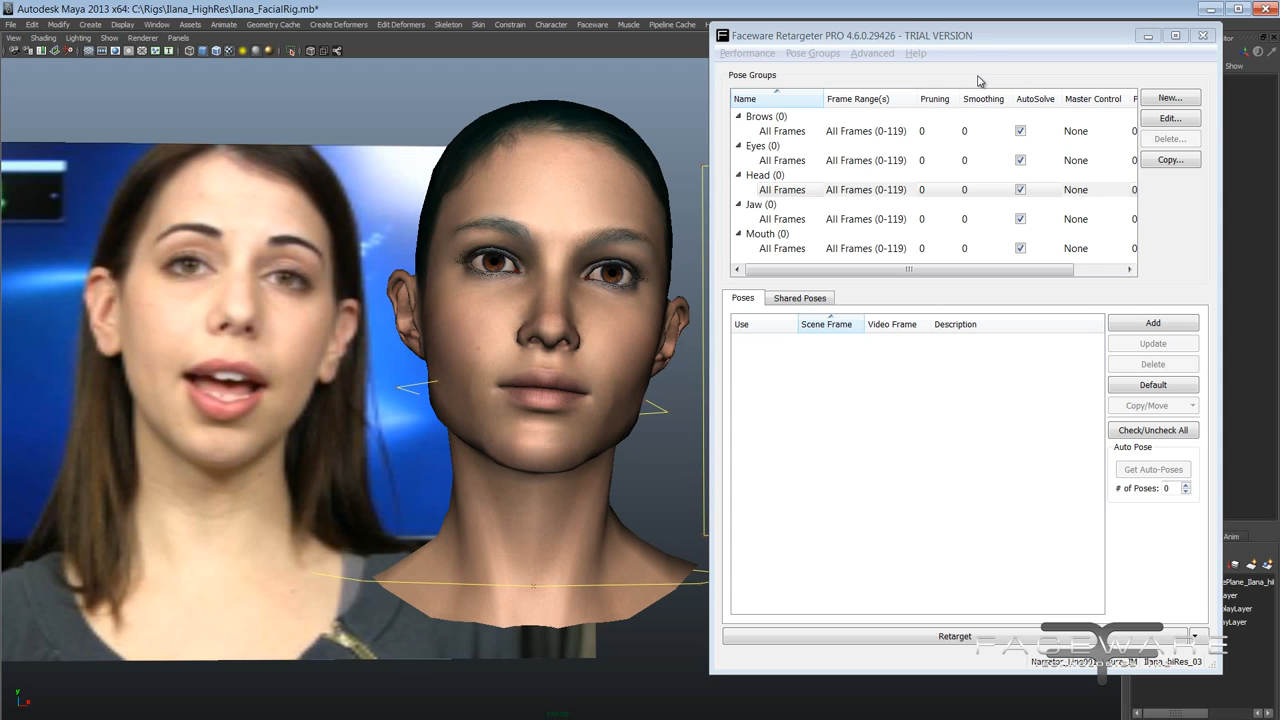 Autodesk Maya 2013 x64: C:\Rigs\Ilana_HighRes\Ilana_FacialRig.mb*
File Edit Modify Create Display Window Assets Animate Geometry Cache Create Deformers Edit Deformers Skeleton Skin Constrain Character Faceware Muscle Pipeline Cache
View Shading Lighting Show Renderer Panels
Faceware Retargeter PRO 4.6.0.29426 - TRIAL VERSION
Performance Pose Groups Advanced Help
Show
Pose Groups
Name Frame Range(s) Pruning Smoothing AutoSolve Master Control
New...
Brows (0)
Edit...
All Frames All Frames (0-119) 0 0 None 0
Delete...
Eyes (0)
All Frames All Frames (0-119) 0 0 None 0
Copy...
Head (0)
All Frames All Frames (0-119) 0 0 None 0
Jaw (0)
All Frames All Frames (0-119) 0 0 None 0
Mouth (0)
All Frames All Frames (0-119) 0 0 None 0
Poses Shared Poses
Use Scene Frame Video Frame Description
Add
Update
Delete
Default
Copy/Move
Check/Uncheck All
Auto Pose
Get Auto-Poses
# of Poses: 0
Anim
Retarget
FACEWARE
Ilana_hiRes_03
y
persp